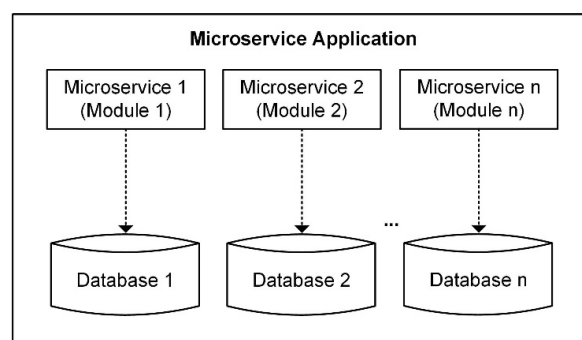 Microservice Application
Microservice 1
(Module 1)
Microservice 2
(Module 2)
Microservice n
(Module n)
...
Database 1
Database 2
Database n